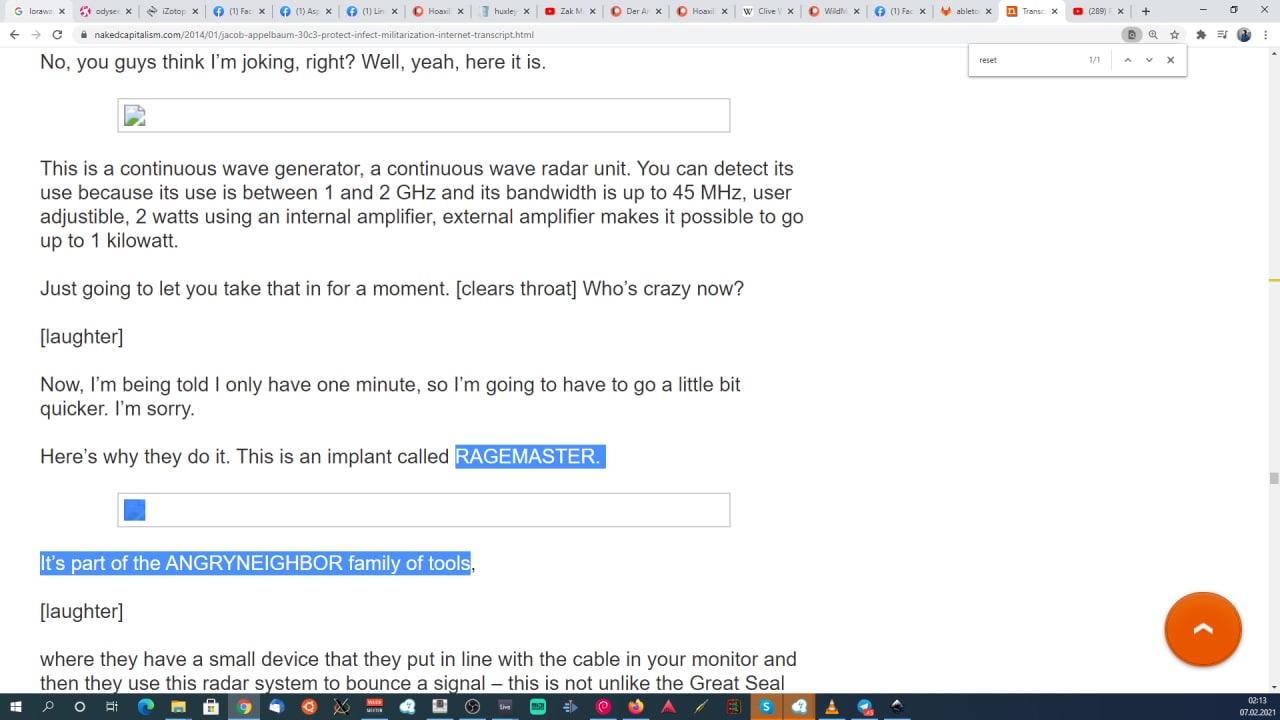 lorawa
odyse
iZotop
(1) Fac
(1) Asp
(1) Lin
Hoaxil
huxley
Zak M
Der Ar
Hoaxil
Clive W
WildM
(1) Fac
ableto
Transc
(289)
nakedcapitalism.com/2014/01/jacob-appelbaum-30c3-protect-infect-militarization-internet-transcript.html
reset 1/1
No, you guys think I'm joking, right? Well, yeah, here it is.
This is a continuous wave generator, a continuous wave radar unit. You can detect its
use because its use is between 1 and 2 GHz and its bandwidth is up to 45 MHz, user
adjustible, 2 watts using an internal amplifier, external amplifier makes it possible to go
up to 1 kilowatt.
Just going to let you take that in for a moment. [clears throat] Who's crazy now?
[laughter]
Now, I'm being told I only have one minute, so I'm going to have to go a little bit
quicker. I'm sorry.
Here's why they do it. This is an implant called RAGEMASTER.
It's part of the ANGRYNEIGHBOR family of tools,
[laughter]
where they have a small device that they put in line with the cable in your monitor and
then they use this radar system to bounce a signal – this is not unlike the Great Seal
02:13
07.02.2021